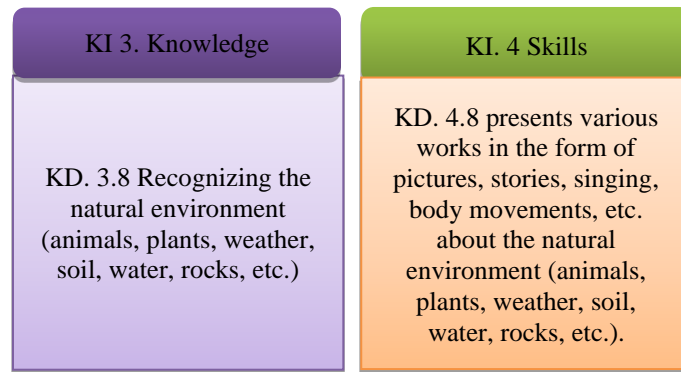 KI 3. Knowledge
KD. 3.8 Recognizing the
natural environment
(animals, plants, weather,
soil, water, rocks, etc.)
KI. 4 Skills
KD. 4.8 presents various
works in the form of
pictures, stories, singing,
body movements, etc.
about the natural
environment (animals,
plants, weather, soil,
water, rocks, etc.).